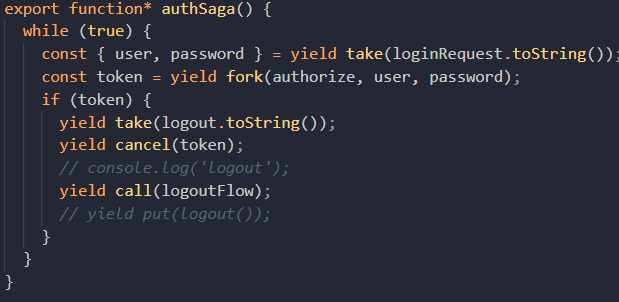 export function* authSaga() {
  while (true) {
    const { user, password } = yield take(loginRequest.toString());
    const token = yield fork(authorize, user, password);
    if (token) {
      yield take(logout.toString());
      yield cancel(token);
      // console.log('logout');
      yield call(logoutFlow);
      // yield put(logout());
    }
  }
}